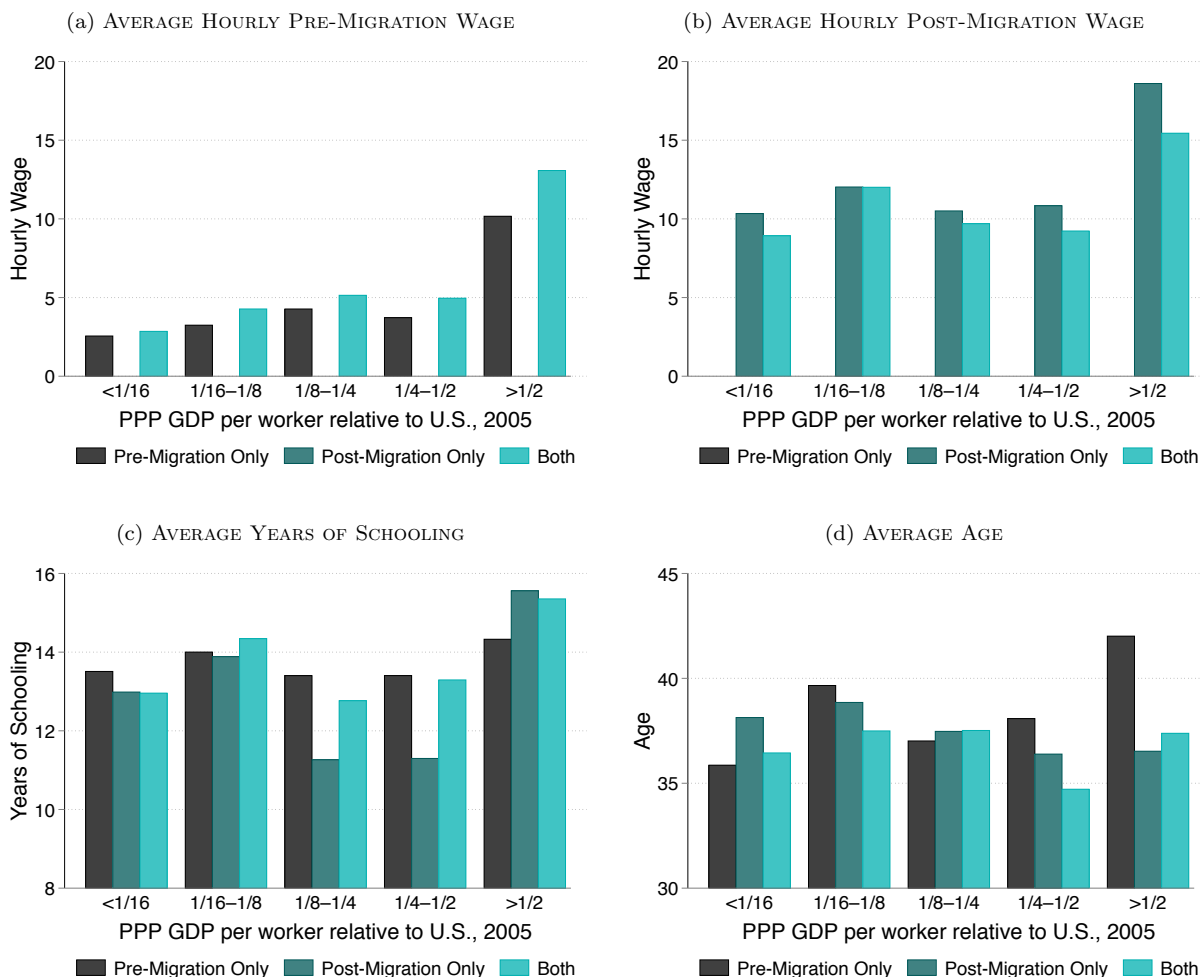 (a) Average Hourly Pre-Migration Wage
20
15
10
5
0
Hourly Wage
<1/16 1/16–1/8 1/8–1/4 1/4–1/2 >1/2
PPP GDP per worker relative to U.S., 2005
Pre-Migration Only Post-Migration Only Both
(b) Average Hourly Post-Migration Wage
20
15
10
5
0
Hourly Wage
<1/16 1/16–1/8 1/8–1/4 1/4–1/2 >1/2
PPP GDP per worker relative to U.S., 2005
Pre-Migration Only Post-Migration Only Both
(c) Average Years of Schooling
16
14
12
10
8
Years of Schooling
<1/16 1/16–1/8 1/8–1/4 1/4–1/2 >1/2
PPP GDP per worker relative to U.S., 2005
Pre-Migration Only Post-Migration Only Both
(d) Average Age
45
40
35
30
Age
<1/16 1/16–1/8 1/8–1/4 1/4–1/2 >1/2
PPP GDP per worker relative to U.S., 2005
Pre-Migration Only Post-Migration Only Both